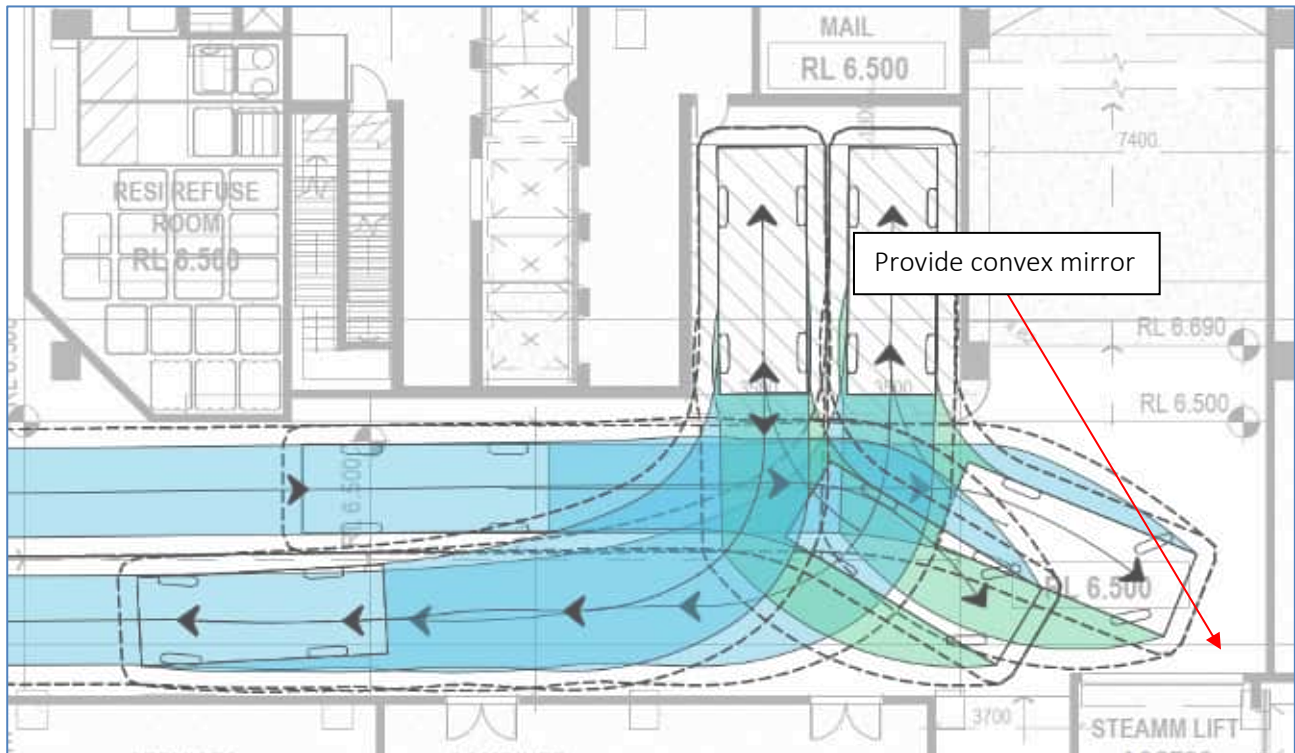 MAIL
RL 6.500
7400
RESI REFUSE
ROOM
RL 6.500
Provide convex mirror
RL 6.690
RL 6.500
3500
RL 6.500
RL 6.500
3700
STEAMM LIFT